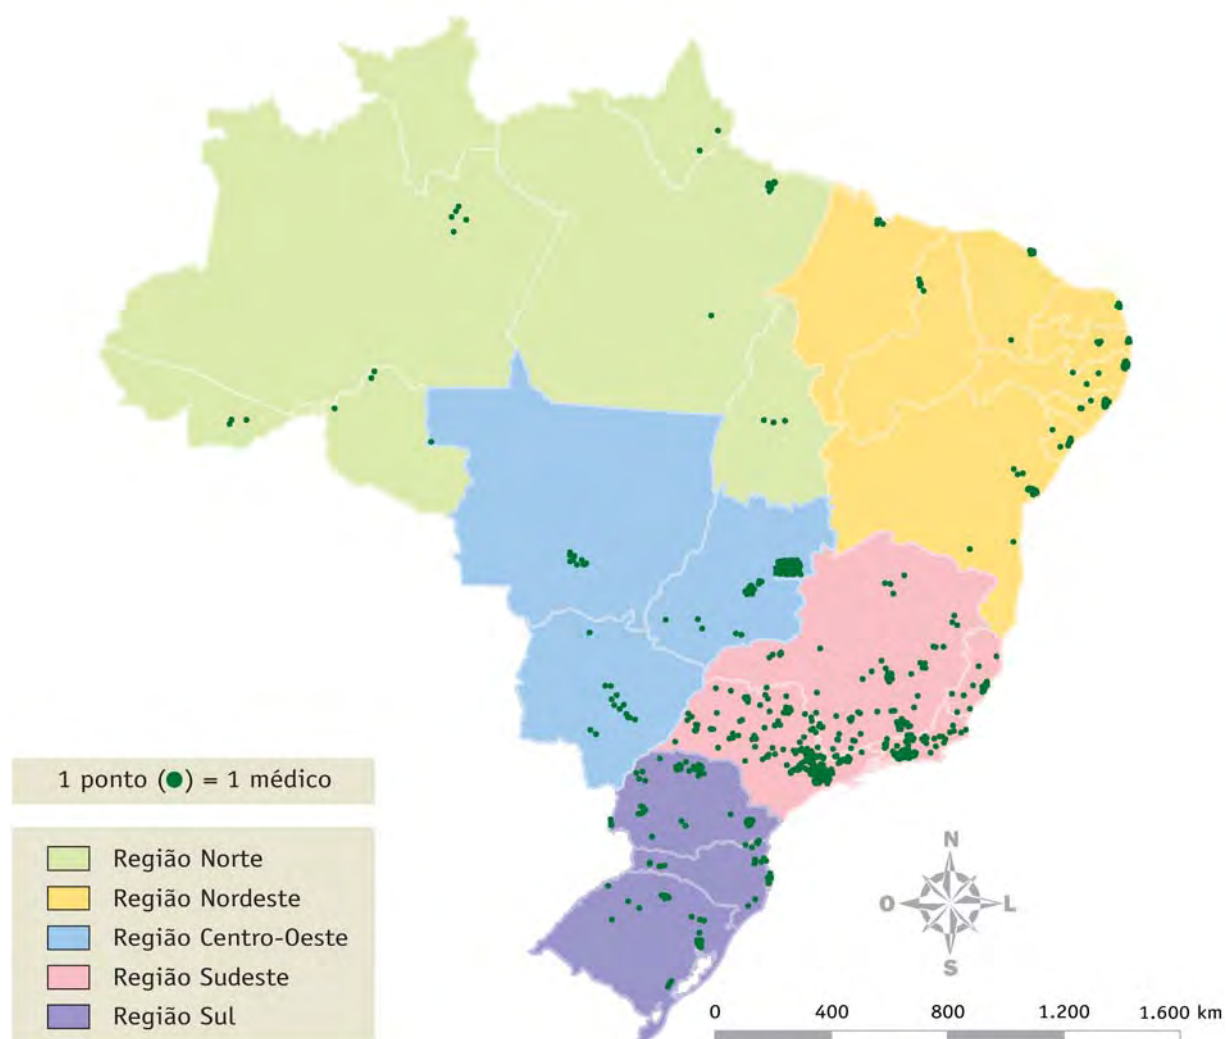 1 ponto (●) = 1 médico
Região Norte
Região Nordeste
Região Centro-Oeste
Região Sudeste
Região Sul
N
O L
S
0 400 800 1.200 1.600 km